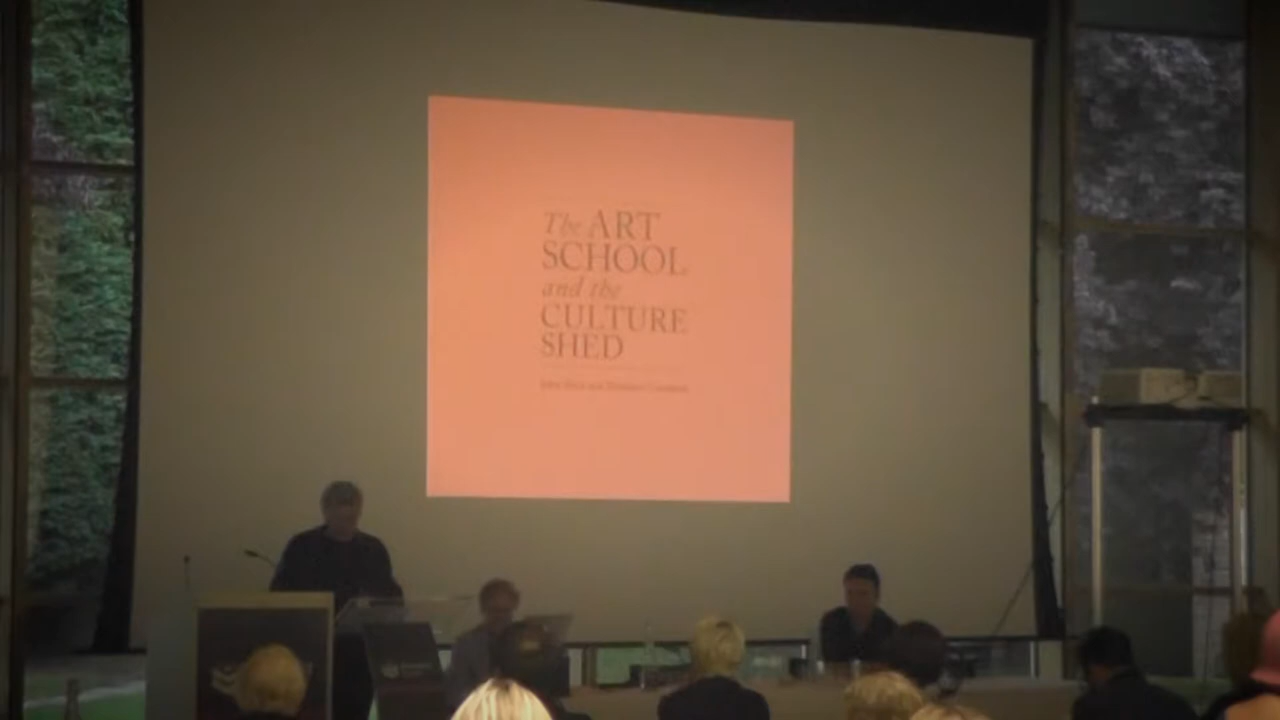 The ART
SCHOOL
and the
CULTURE
SHED